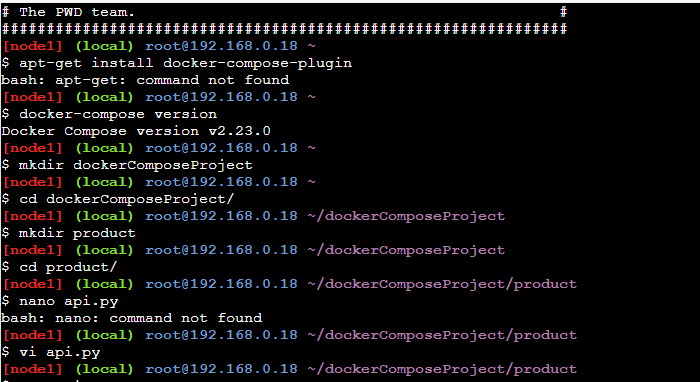 # The PWD team. #
###############################################################
[node1] (local) root@192.168.0.18 ~
$ apt-get install docker-compose-plugin
bash: apt-get: command not found
[node1] (local) root@192.168.0.18 ~
$ docker-compose version
Docker Compose version v2.23.0
[node1] (local) root@192.168.0.18 ~
$ mkdir dockerComposeProject
[node1] (local) root@192.168.0.18 ~
$ cd dockerComposeProject/
[node1] (local) root@192.168.0.18 ~/dockerComposeProject
$ mkdir product
[node1] (local) root@192.168.0.18 ~/dockerComposeProject
$ cd product/
[node1] (local) root@192.168.0.18 ~/dockerComposeProject/product
$ nano api.py
bash: nano: command not found
[node1] (local) root@192.168.0.18 ~/dockerComposeProject/product
$ vi api.py
[node1] (local) root@192.168.0.18 ~/dockerComposeProject/product